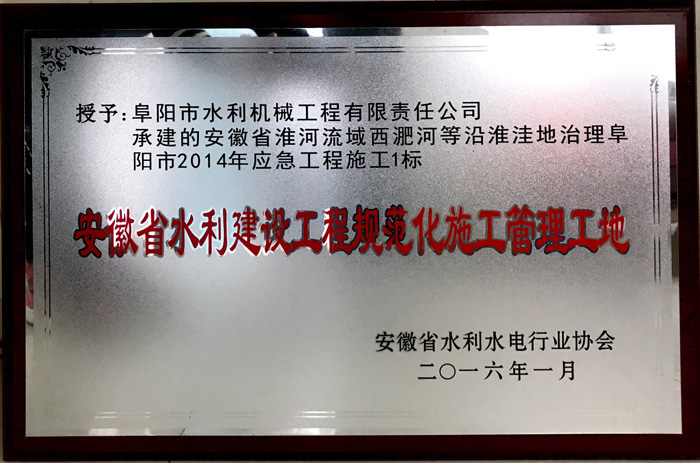 授予:阜阳市水利机械工程有限责任公司
承建的安徽省淮河流域西淝河等沿淮洼地治理阜
阳市2014年应急工程施工1标
安徽省水利建设工程规范化施工管理工地
安徽省水利水电行业协会
二〇一六年一月